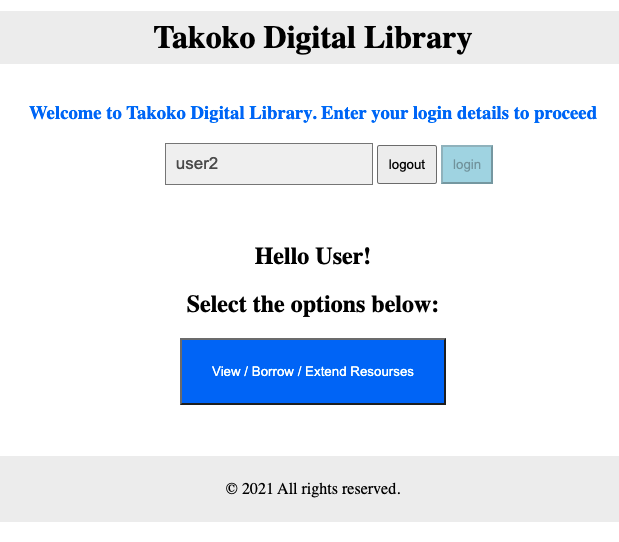 Takoko Digital Library
Welcome to Takoko Digital Library. Enter your login details to proceed
user2 logout login
Hello User!
Select the options below:
View / Borrow / Extend Resourses
© 2021 All rights reserved.